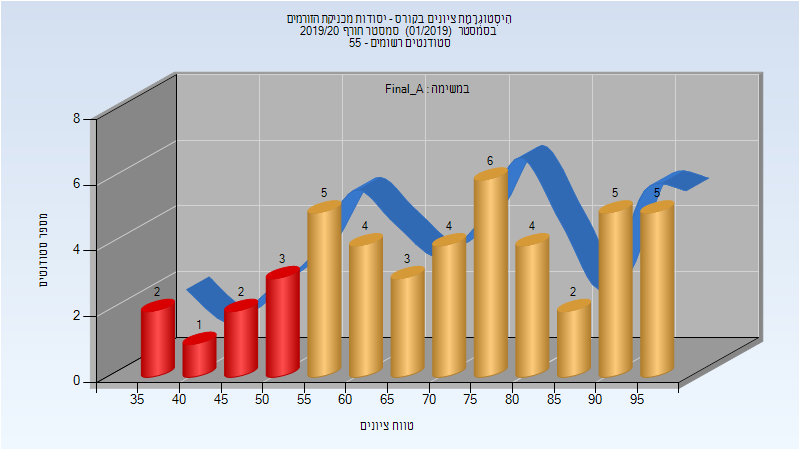 היסטוגרמת ציונים בקורס - יסודות מכניקת הזורמים
בסמסטר (01/2019) סמסטר חורף 2019/20
סטודנטים רשומים - 55
במשימה : Final_A
מספר סטודנטים
8
6
4
2
0
2
1
2
3
5
4
3
4
6
4
2
5
5
35 40 45 50 55 60 65 70 75 80 85 90 95
טווח ציונים